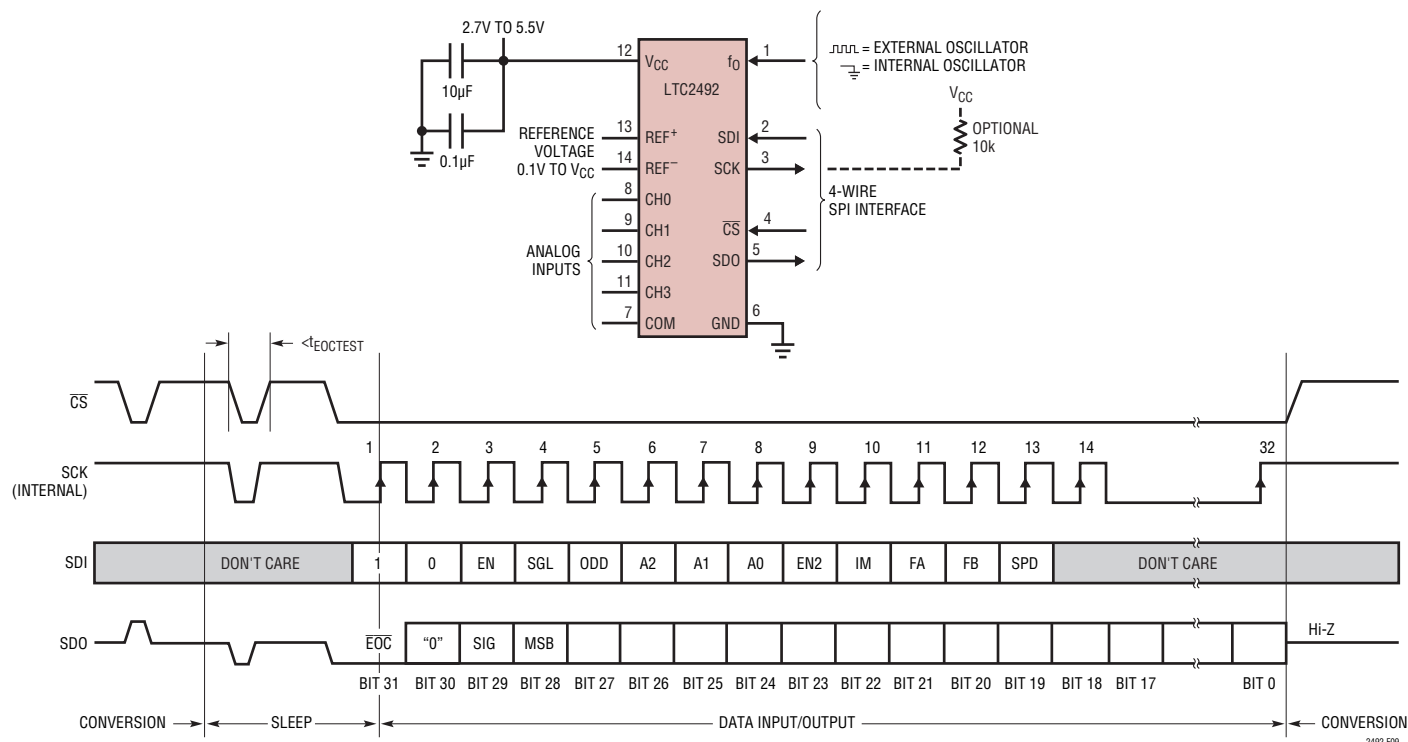 2.7V TO 5.5V
10µF
0.1µF
12
VCC
LTC2492
fO
1
= EXTERNAL OSCILLATOR
= INTERNAL OSCILLATOR
VCC
OPTIONAL
10k
REFERENCE
VOLTAGE
0.1V TO VCC
13
REF+
14
REF−
SDI
2
SCK
3
4-WIRE
SPI INTERFACE
ANALOG
INPUTS
8
CH0
9
CH1
CS
4
10
CH2
SDO
5
11
CH3
7
COM
GND
6
<tEOCTEST
CS
SCK
(INTERNAL)
1 2 3 4 5 6 7 8 9 10 11 12 13 14 32
SDI
DON'T CARE 1 0 EN SGL ODD A2 A1 A0 EN2 IM FA FB SPD DON'T CARE
SDO
EOC "0" SIG MSB
Hi-Z
BIT 31 BIT 30 BIT 29 BIT 28 BIT 27 BIT 26 BIT 25 BIT 24 BIT 23 BIT 22 BIT 21 BIT 20 BIT 19 BIT 18 BIT 17 BIT 0
CONVERSION SLEEP DATA INPUT/OUTPUT CONVERSION
2492 F09